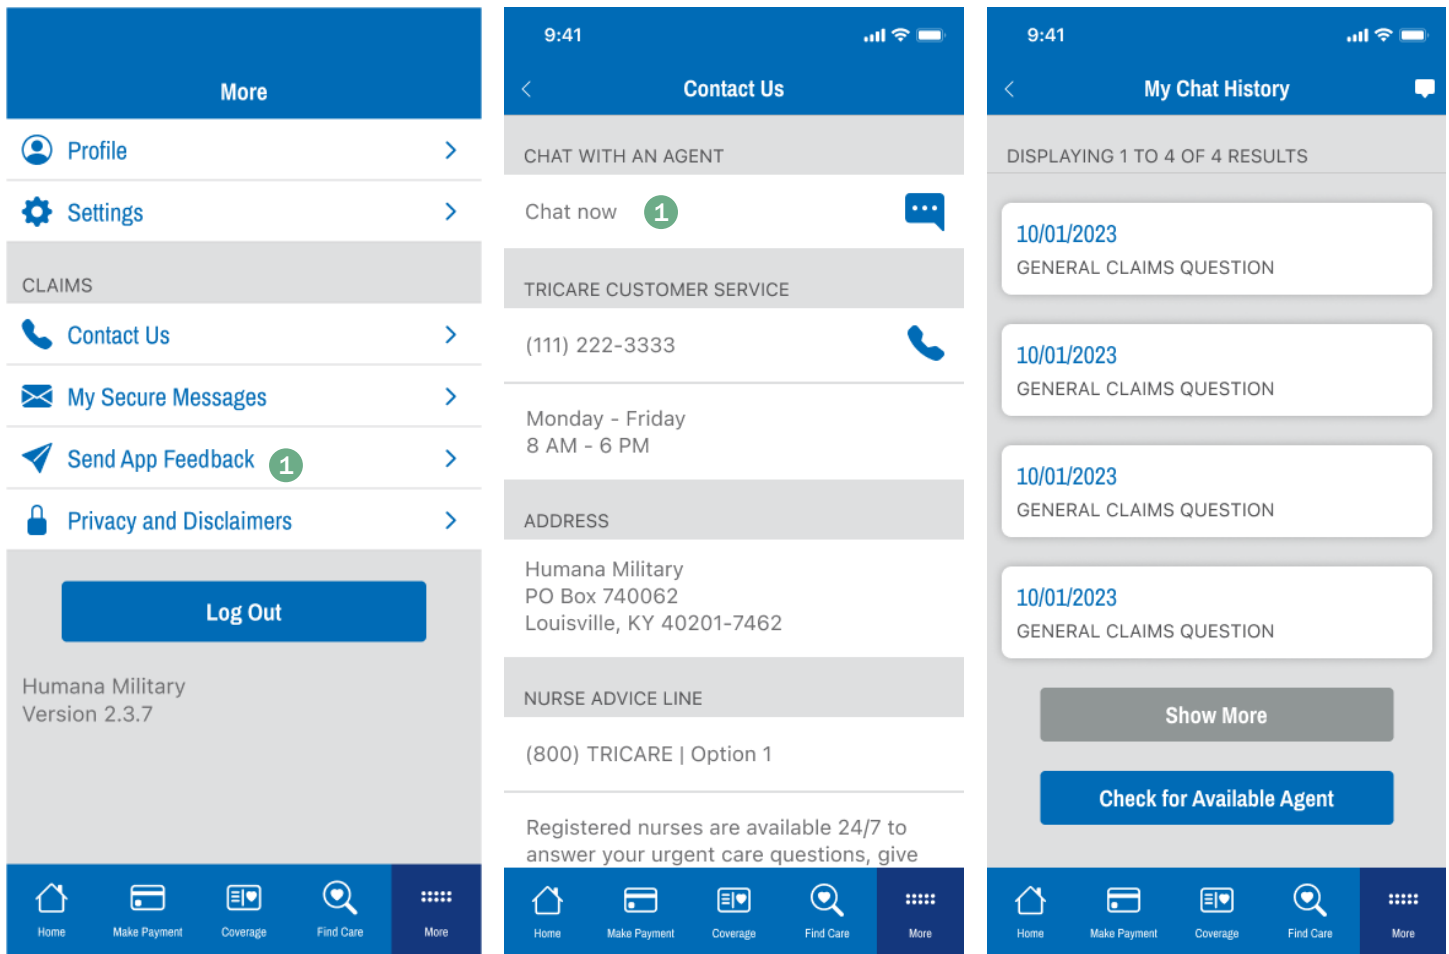 More
Profile
Settings
CLAIMS
Contact Us
My Secure Messages
Send App Feedback 1
Privacy and Disclaimers
Log Out
Humana Military
Version 2.3.7
Home Make Payment Coverage Find Care More
9:41
Contact Us
CHAT WITH AN AGENT
Chat now 1
TRICARE CUSTOMER SERVICE
(111) 222-3333
Monday - Friday
8 AM - 6 PM
ADDRESS
Humana Military
PO Box 740062
Louisville, KY 40201-7462
NURSE ADVICE LINE
(800) TRICARE | Option 1
Registered nurses are available 24/7 to
answer your urgent care questions, give
Home Make Payment Coverage Find Care More
9:41
My Chat History
DISPLAYING 1 TO 4 OF 4 RESULTS
10/01/2023
GENERAL CLAIMS QUESTION
10/01/2023
GENERAL CLAIMS QUESTION
10/01/2023
GENERAL CLAIMS QUESTION
10/01/2023
GENERAL CLAIMS QUESTION
Show More
Check for Available Agent
Home Make Payment Coverage Find Care More